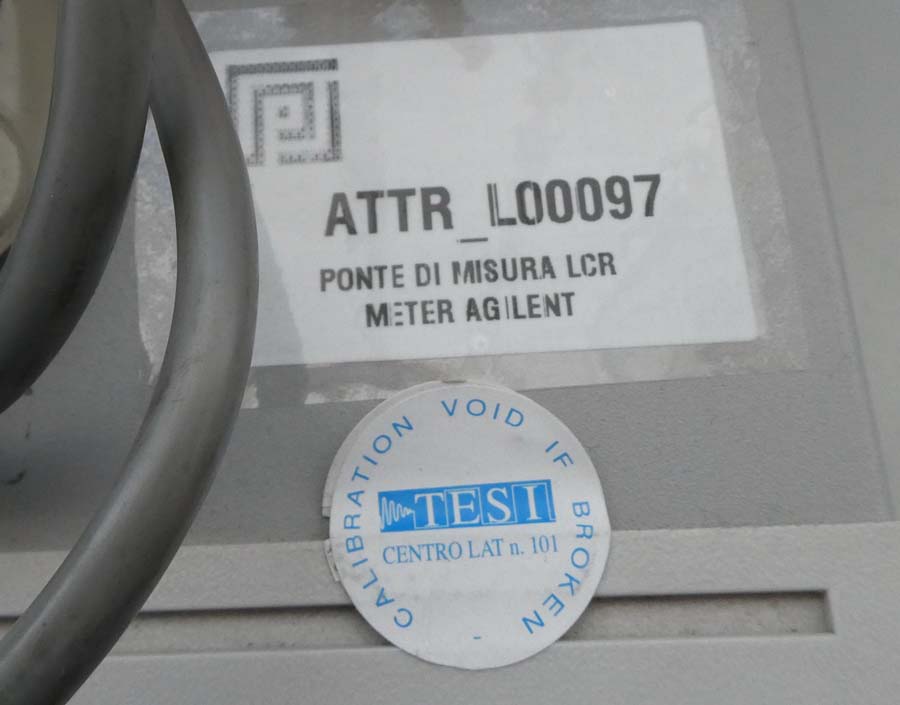 ATTR_L00097
PONTE DI MISURA LCR
METER AGILENT
CALIBRATION VOID IF BROKEN
TESI
CENTRO LAT n. 101